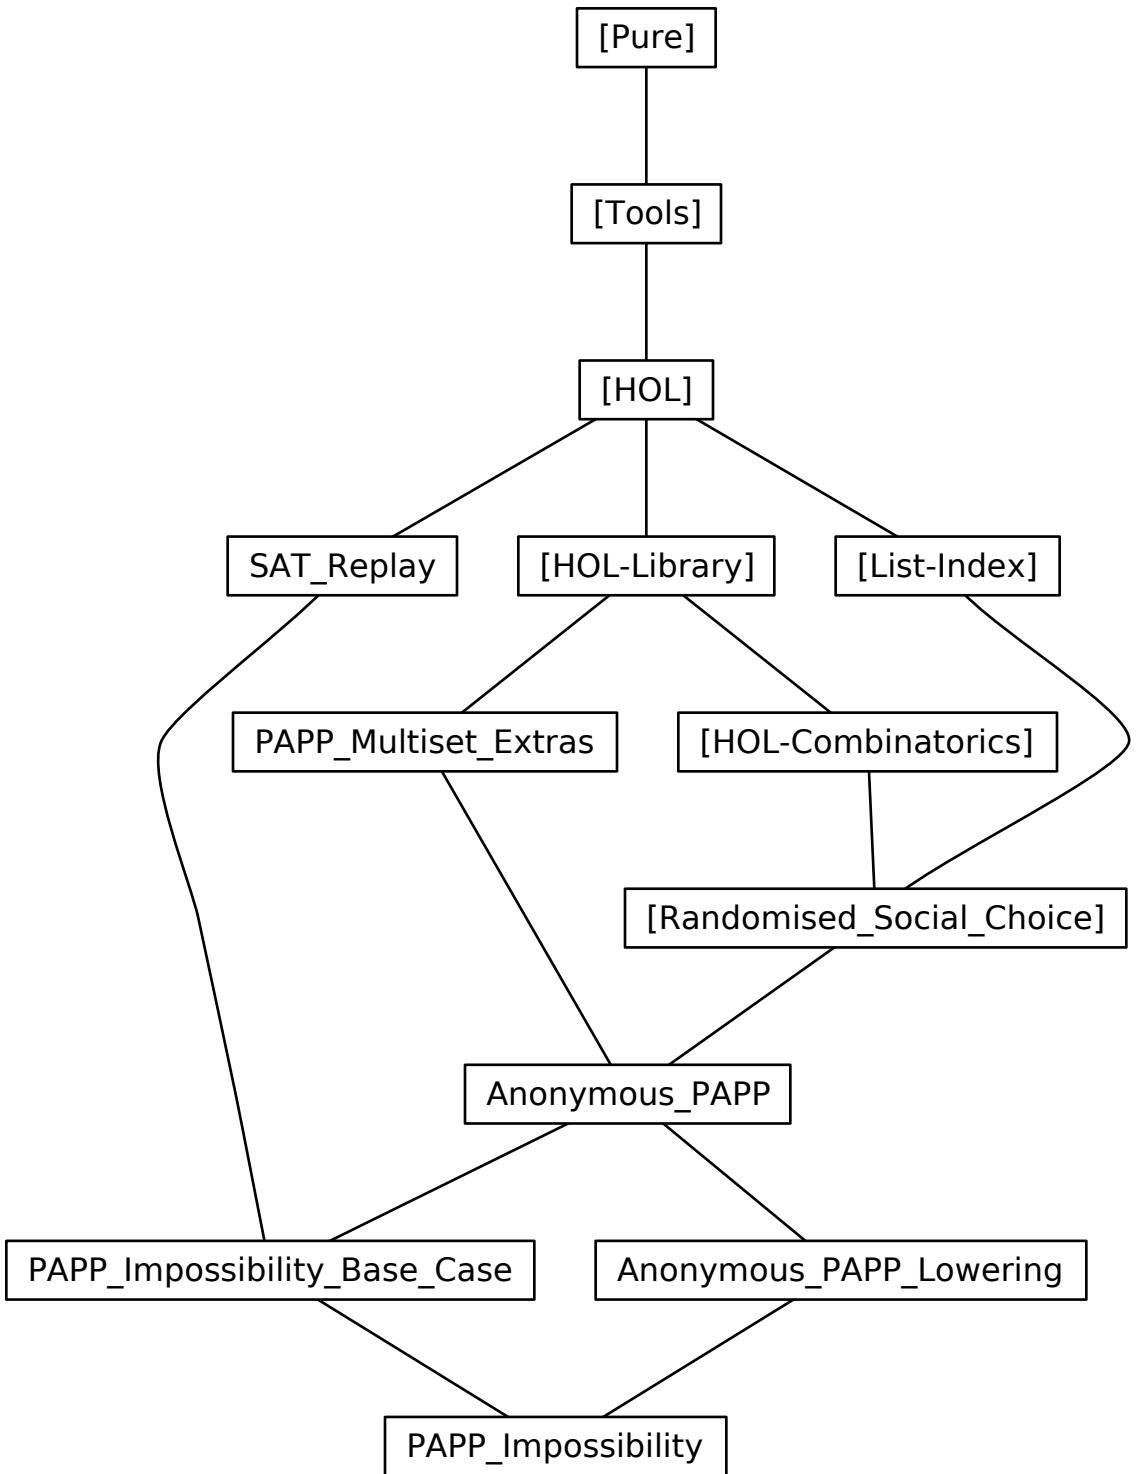 [Pure]
[Tools]
[HOL]
SAT_Replay
[HOL-Library]
[List-Index]
PAPP_Multiset_Extras
[HOL-Combinatorics]
[Randomised_Social_Choice]
Anonymous_PAPP
PAPP_Impossibility_Base_Case
Anonymous_PAPP_Lowering
PAPP_Impossibility